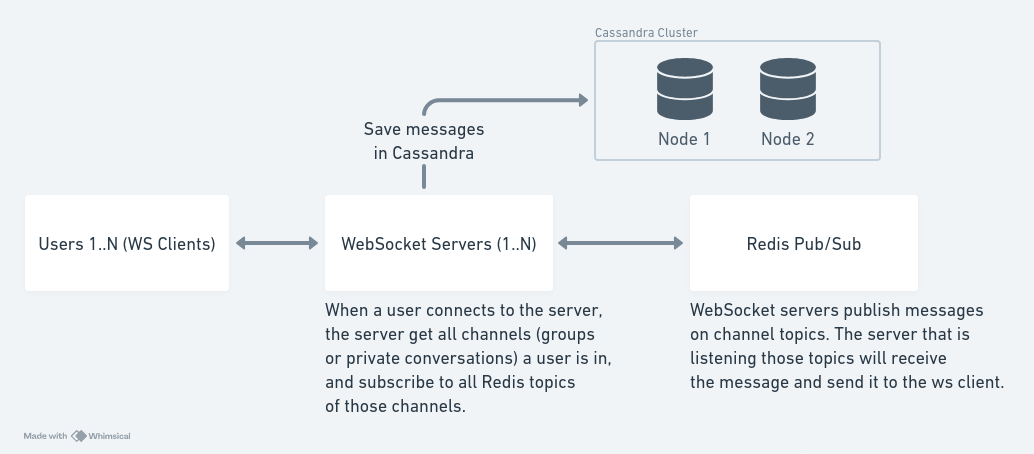 Cassandra Cluster
Node 1
Node 2
Save messages
in Cassandra
Users 1..N (WS Clients)
WebSocket Servers (1..N)
Redis Pub/Sub
When a user connects to the server,
the server get all channels (groups
or private conversations) a user is in,
and subscribe to all Redis topics
of those channels.
WebSocket servers publish messages
on channel topics. The server that is
listening those topics will receive
the message and send it to the ws client.
Made with Whimsical